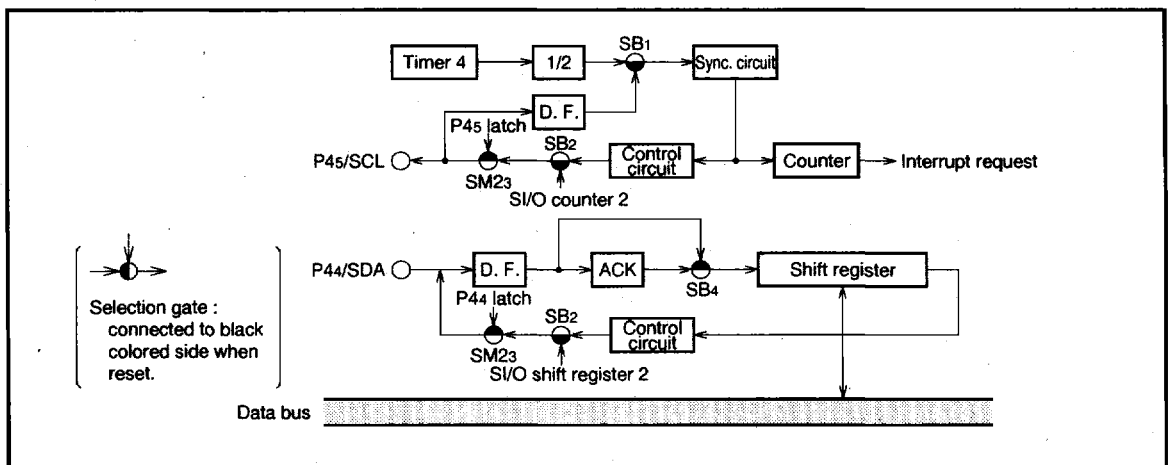 SB1
Timer 4
1/2
Sync. circuit
D. F.
P45 latch
SB2
P45/SCL
Control
circuit
Counter
Interrupt request
SM23
SI/O counter 2
P44/SDA
D. F.
ACK
Shift register
SB4
P44 latch
SB2
Control
circuit
SM23
SI/O shift register 2
Selection gate :
connected to black
colored side when
reset.
Data bus